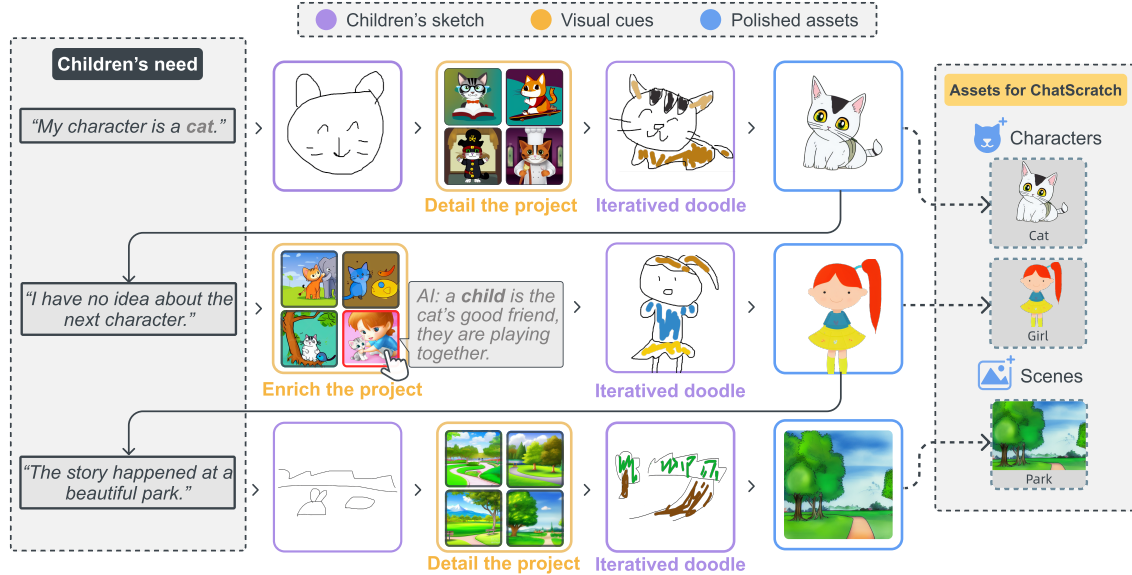 Children's sketch
Visual cues
Polished assets
Children's need
Assets for ChatScratch
"My character is a cat."
Characters
Detail the project
Iteratived doodle
Cat
"I have no idea about the
next character."
AI: a child is the
cat's good friend,
they are playing
together.
Girl
Enrich the project
Iteratived doodle
Scenes
"The story happened at a
beautiful park."
Park
Detail the project
Iteratived doodle